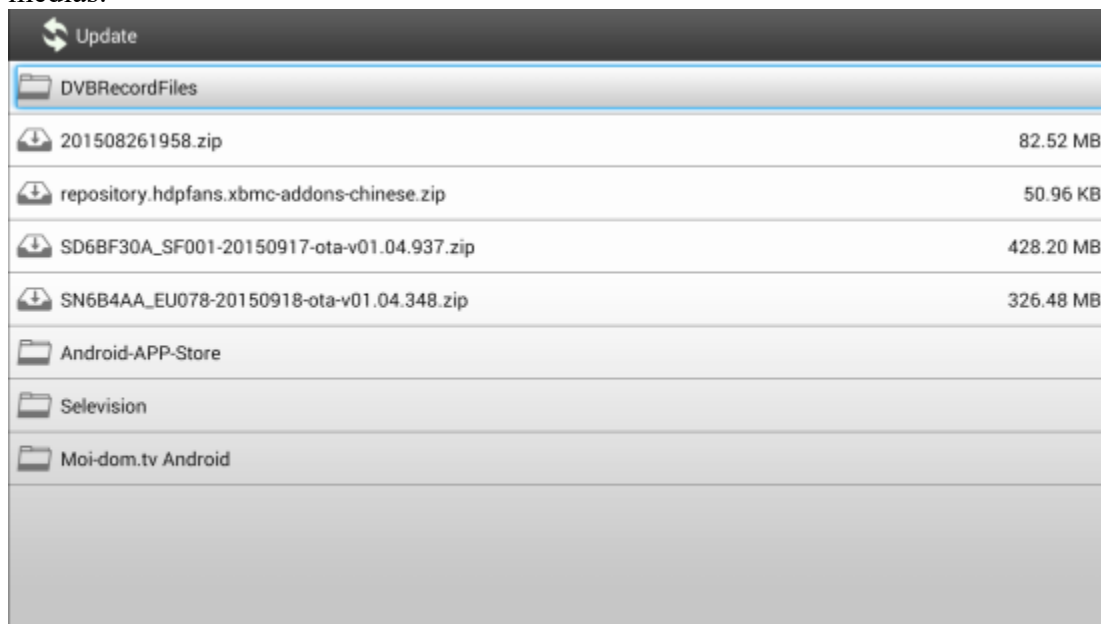 medias.
Update
DVBRecordFiles
201508261958.zip 82.52 MB
repository.hdpfans.xbmc-addons-chinese.zip 50.96 KB
SD6BF30A_SF001-20150917-ota-v01.04.937.zip 428.20 MB
SN6B4AA_EU078-20150918-ota-v01.04.348.zip 326.48 MB
Android-APP-Store
Selevision
Moi-dom.tv Android